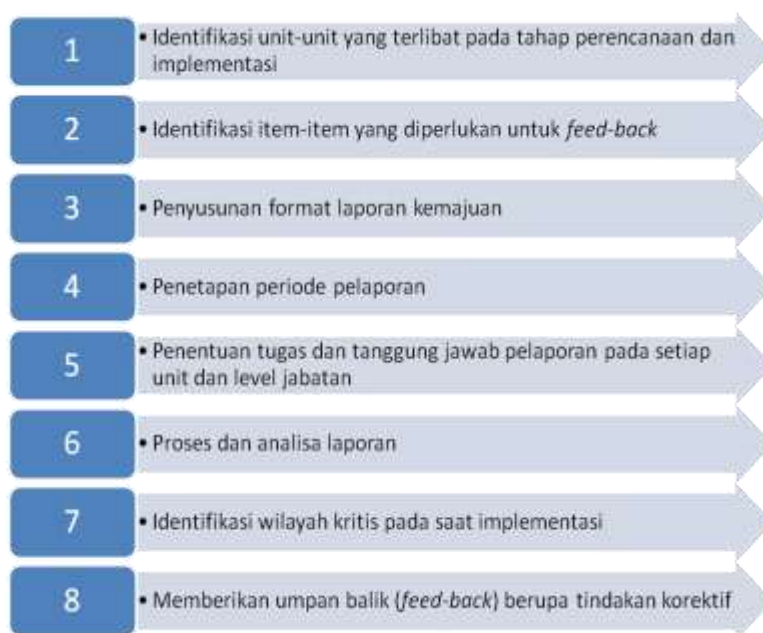 1
• Identifikasi unit-unit yang terlibat pada tahap perencanaan dan
implementasi
2
• Identifikasi item-item yang diperlukan untuk feed-back
3
• Penyusunan format laporan kemajuan
4
• Penetapan periode pelaporan
5
• Penentuan tugas dan tanggung jawab pelaporan pada setiap
unit dan level jabatan
6
• Proses dan analisa laporan
7
• Identifikasi wilayah kritis pada saat implementasi
8
• Memberikan umpan balik (feed-back) berupa tindakan korektif